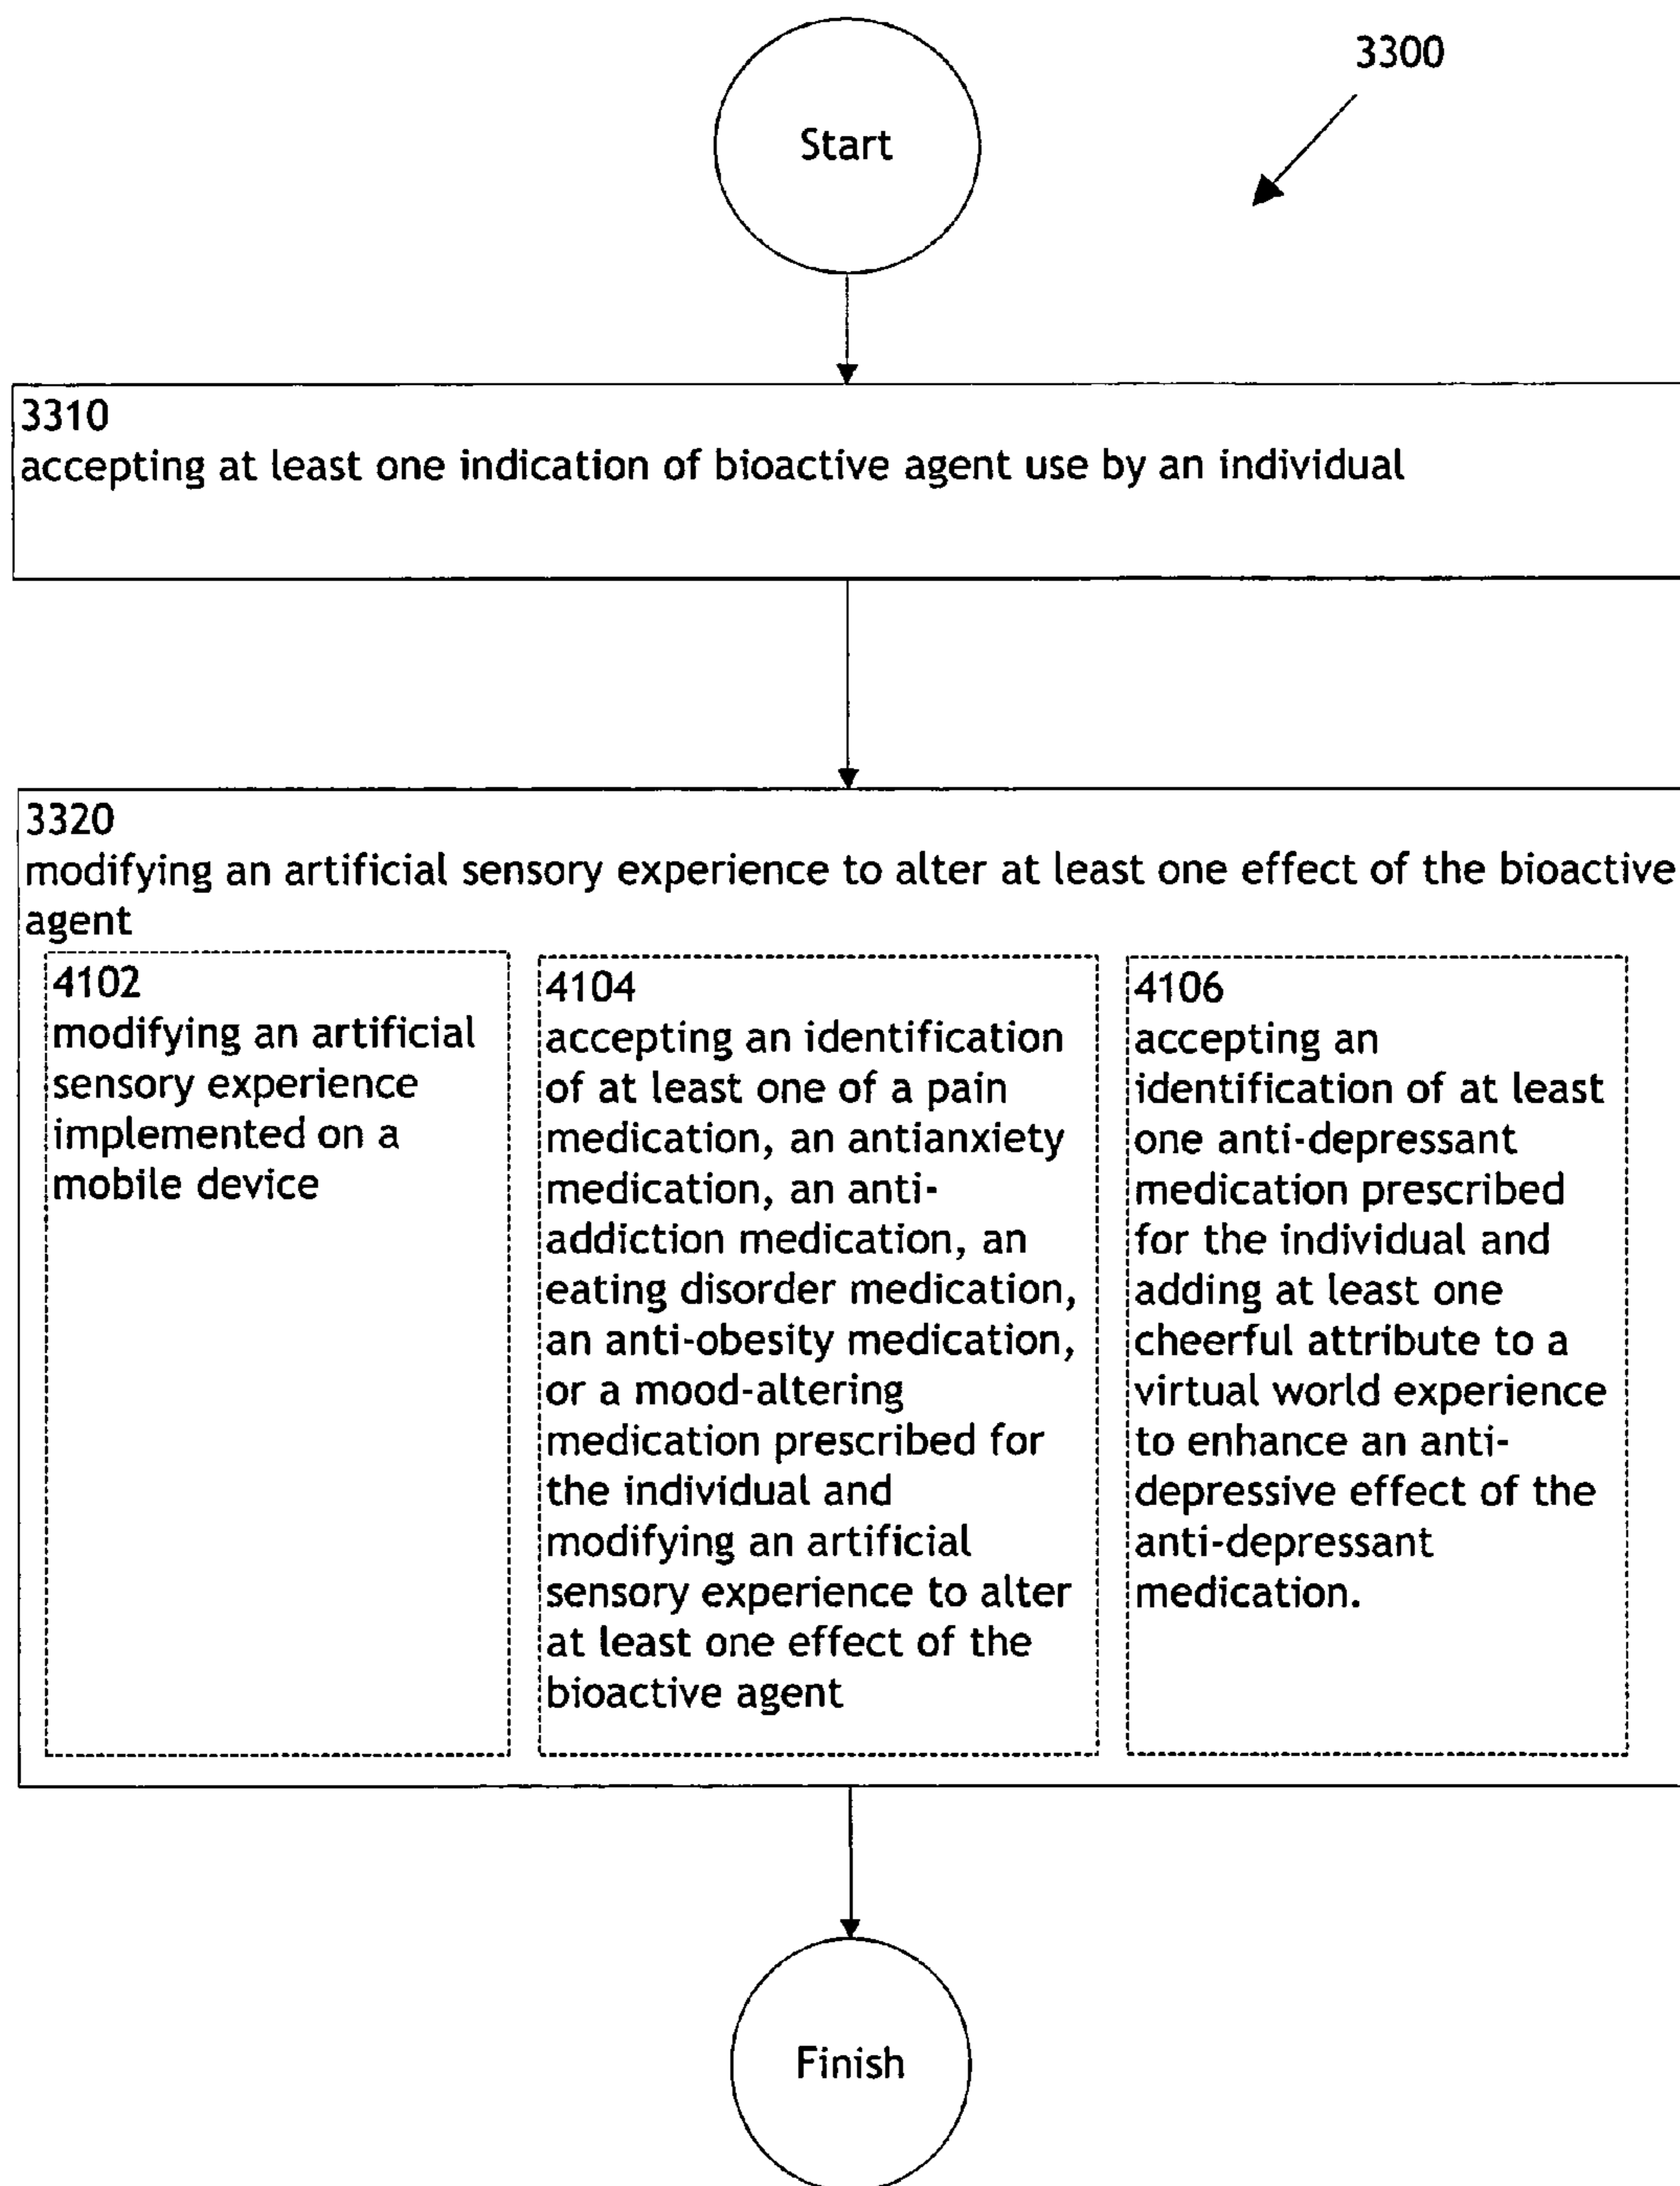 3300
Start
3310
accepting at least one indication of bioactive agent use by an individual
3320
modifying an artificial sensory experience to alter at least one effect of the bioactive
agent
4102
modifying an artificial
sensory experience
implemented on a
mobile device
4104
accepting an identification
of at least one of a pain
medication, an antianxiety
medication, an anti-
addiction medication, an
eating disorder medication,
an anti-obesity medication,
or a mood-altering
medication prescribed for
the individual and
modifying an artificial
sensory experience to alter
at least one effect of the
bioactive agent
4106
accepting an
identification of at least
one anti-depressant
medication prescribed
for the individual and
adding at least one
cheerful attribute to a
virtual world experience
to enhance an anti-
depressive effect of the
anti-depressant
medication.
Finish